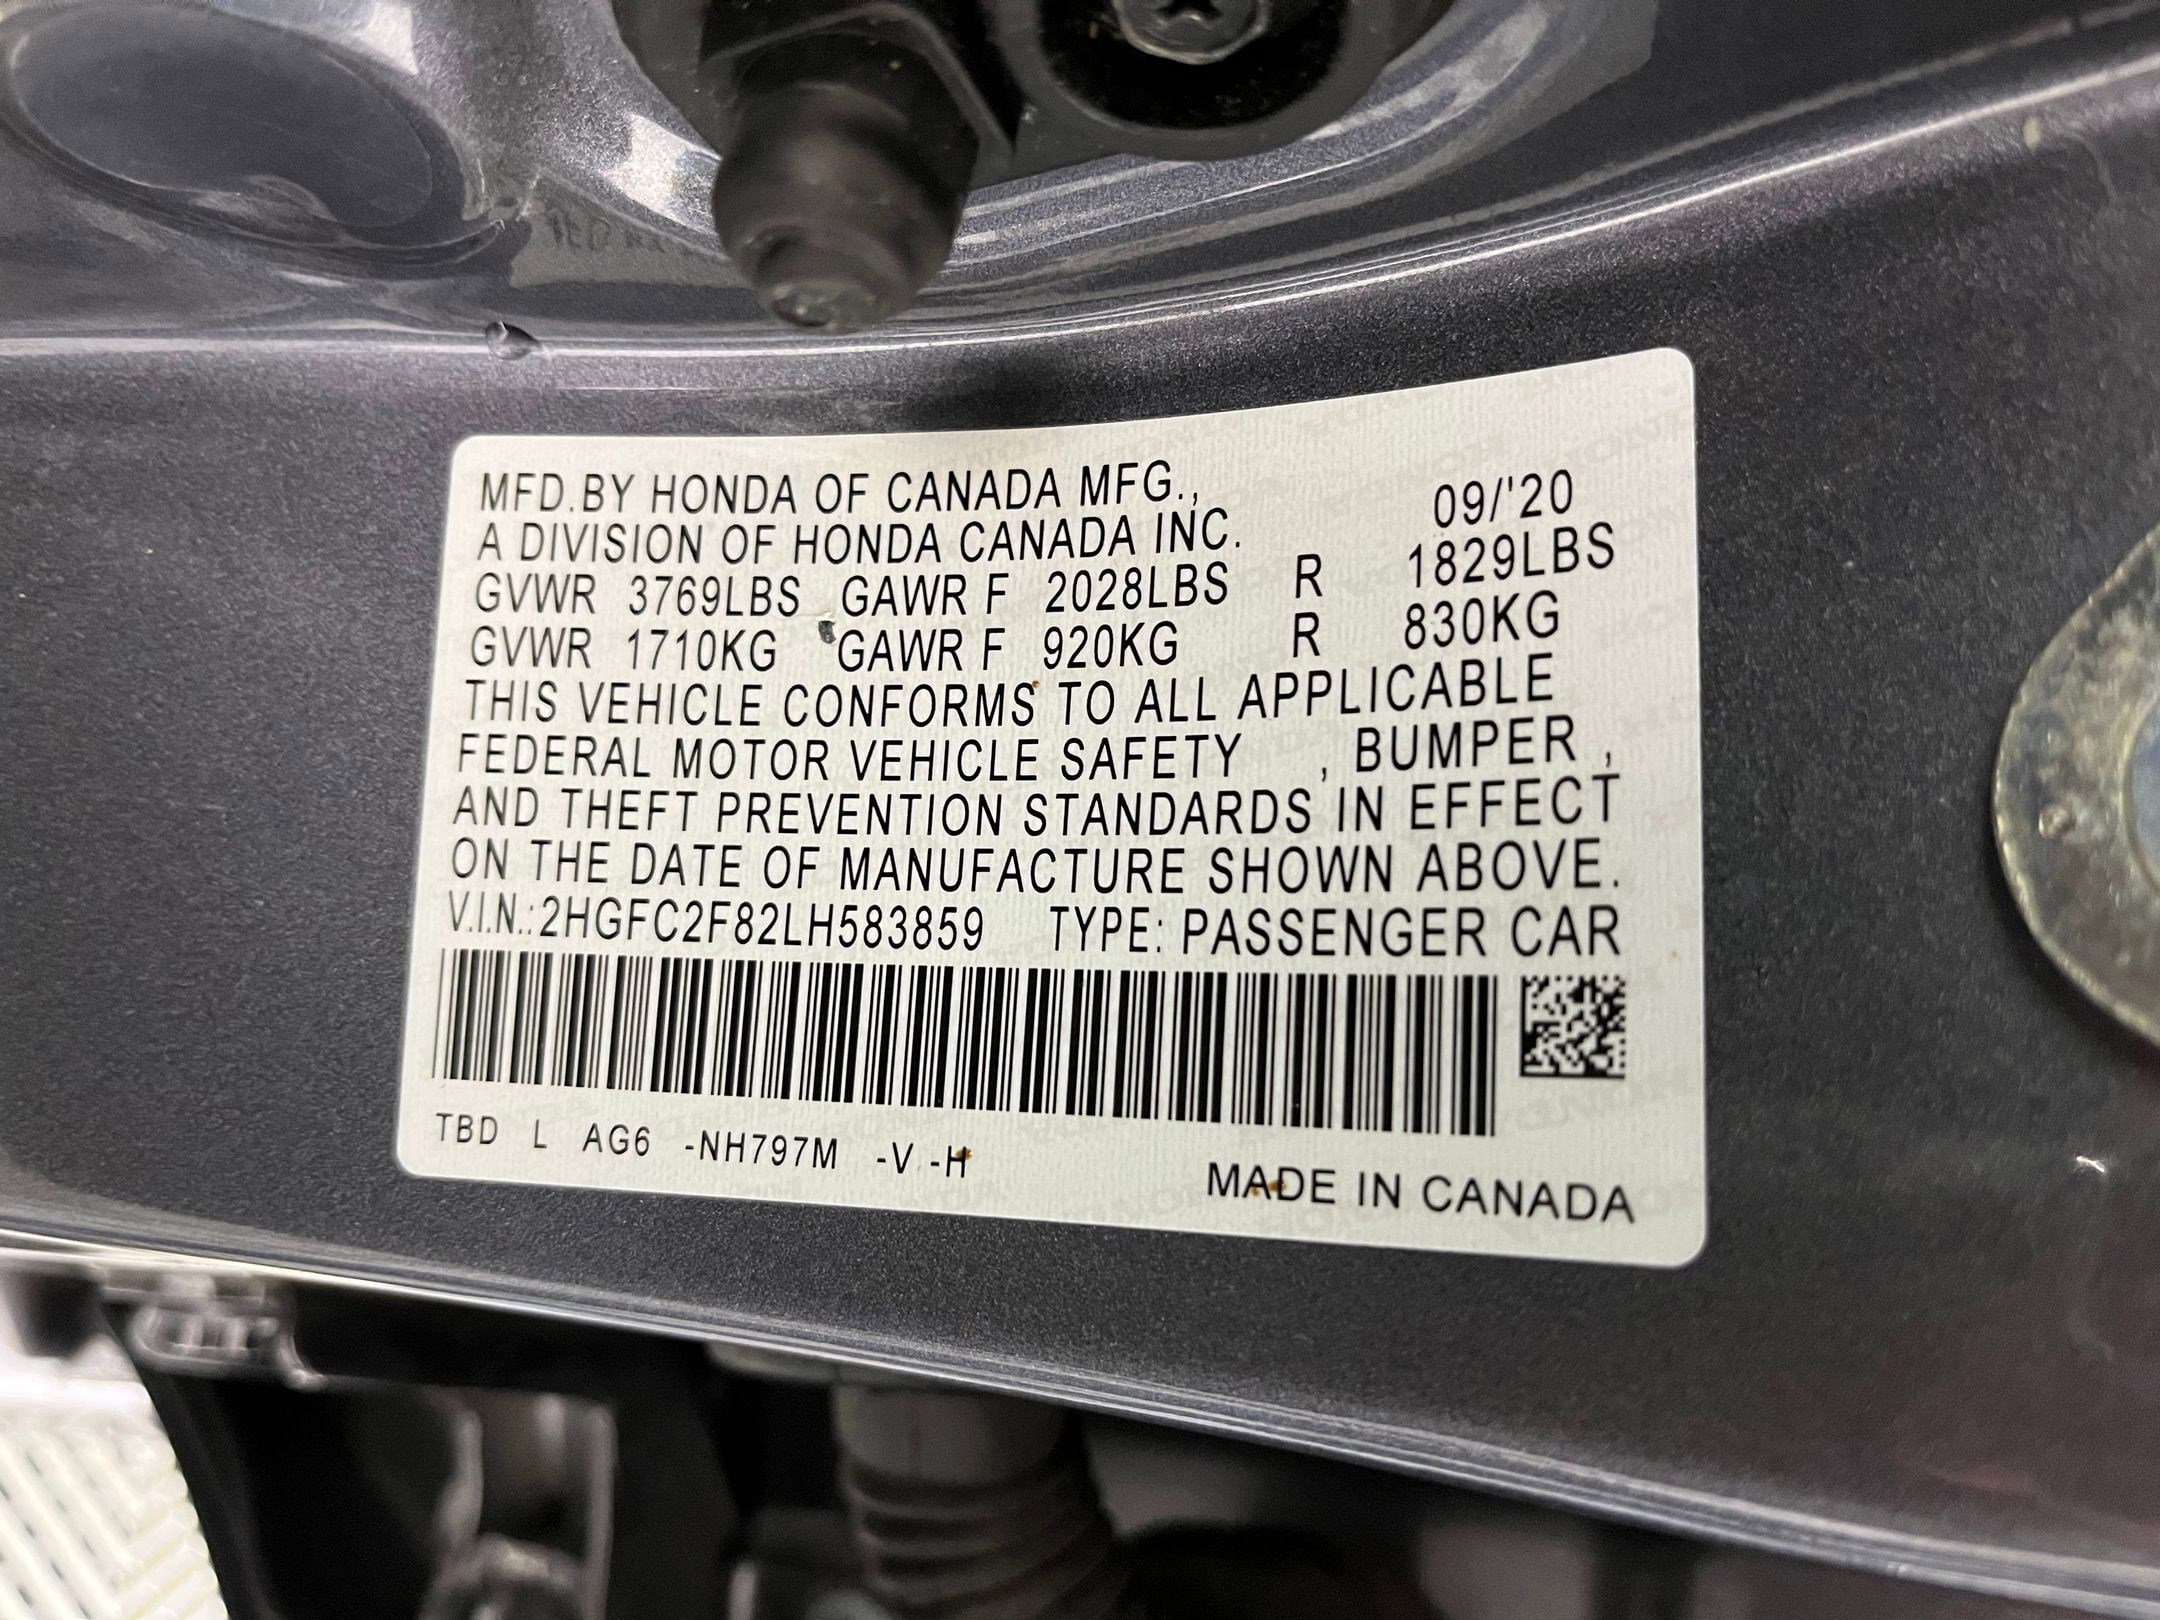 MFD.BY HONDA OF CANADA MFG., 09/'20
A DIVISION OF HONDA CANADA INC.
GVWR 3769LBS GAWR F 2028LBS R 1829LBS
GVWR 1710KG GAWR F 920KG R 830KG
THIS VEHICLE CONFORMS TO ALL APPLICABLE
FEDERAL MOTOR VEHICLE SAFETY , BUMPER ,
AND THEFT PREVENTION STANDARDS IN EFFECT
ON THE DATE OF MANUFACTURE SHOWN ABOVE.
V.I.N.:2HGFC2F82LH583859 TYPE: PASSENGER CAR
TBD L AG6 -NH797M -V -H
MADE IN CANADA